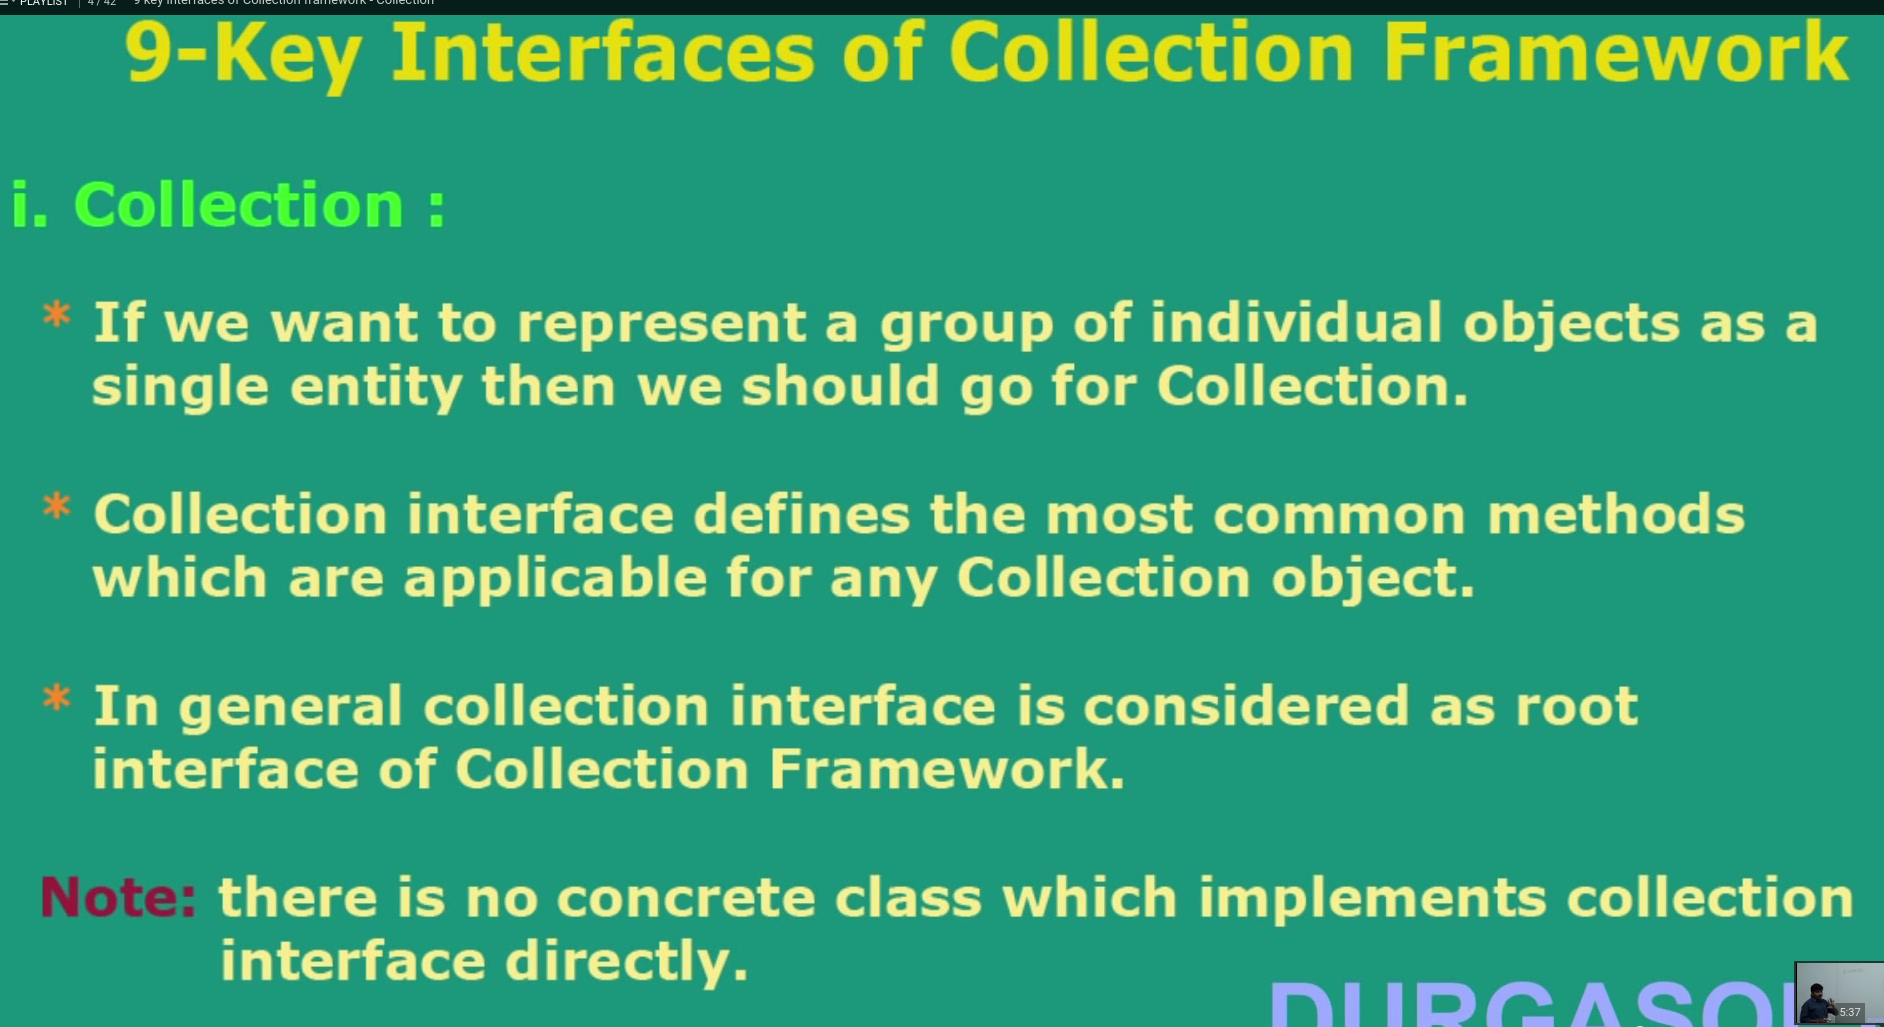 PLAYLIST 4 / 42 9 key interfaces of Collection framework - Collection
9-Key Interfaces of Collection Framework
i. Collection :
* If we want to represent a group of individual objects as a
single entity then we should go for Collection.
* Collection interface defines the most common methods
which are applicable for any Collection object.
* In general collection interface is considered as root
interface of Collection Framework.
Note: there is no concrete class which implements collection
interface directly.
5:37